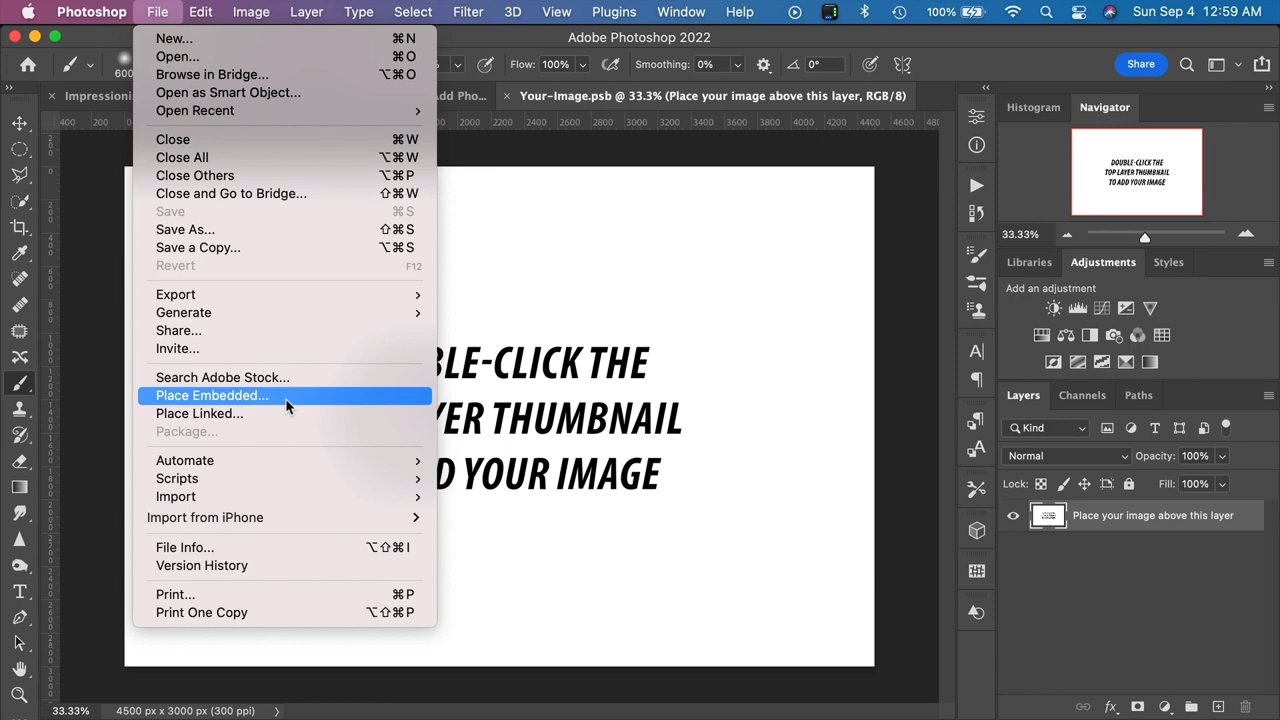 Photoshop File Edit Image Layer Type Select Filter 3D View Plugins Window Help 100% Sun Sep 4 12:59 AM
Adobe Photoshop 2022
600 Flow: 100% Smoothing: 0% 0° Share
Your-Image.psb @ 33.3% (Place your image above this layer, RGB/8)
400 200 2000 2200 2400 2600 2800 3000 3200 3400 3600 3800 4000 4200 4400 4600
New... ⌘N
Open... ⌘O
Browse in Bridge... ⌥⌘O
Open as Smart Object...
Open Recent
Close ⌘W
Close All ⌥⌘W
Close Others ⌥⌘P
Close and Go to Bridge... ⇧⌘W
Save ⌘S
Save As... ⇧⌘S
Save a Copy... ⌥⌘S
Revert F12
Export
Generate
Share...
Invite...
Search Adobe Stock...
Place Embedded...
Place Linked...
Package...
Automate
Scripts
Import
Import from iPhone
File Info... ⌥⇧⌘I
Version History
Print... ⌘P
Print One Copy ⌥⇧⌘P
BLE-CLICK THE
YER THUMBNAIL
D YOUR IMAGE
Histogram Navigator
DOUBLE-CLICK THE
TOP LAYER THUMBNAIL
TO ADD YOUR IMAGE
33.33%
Libraries Adjustments Styles
Add an adjustment
Layers Channels Paths
Kind
Normal Opacity: 100%
Lock: Fill: 100%
Place your image above this layer
33.33% 4500 px x 3000 px (300 ppi)